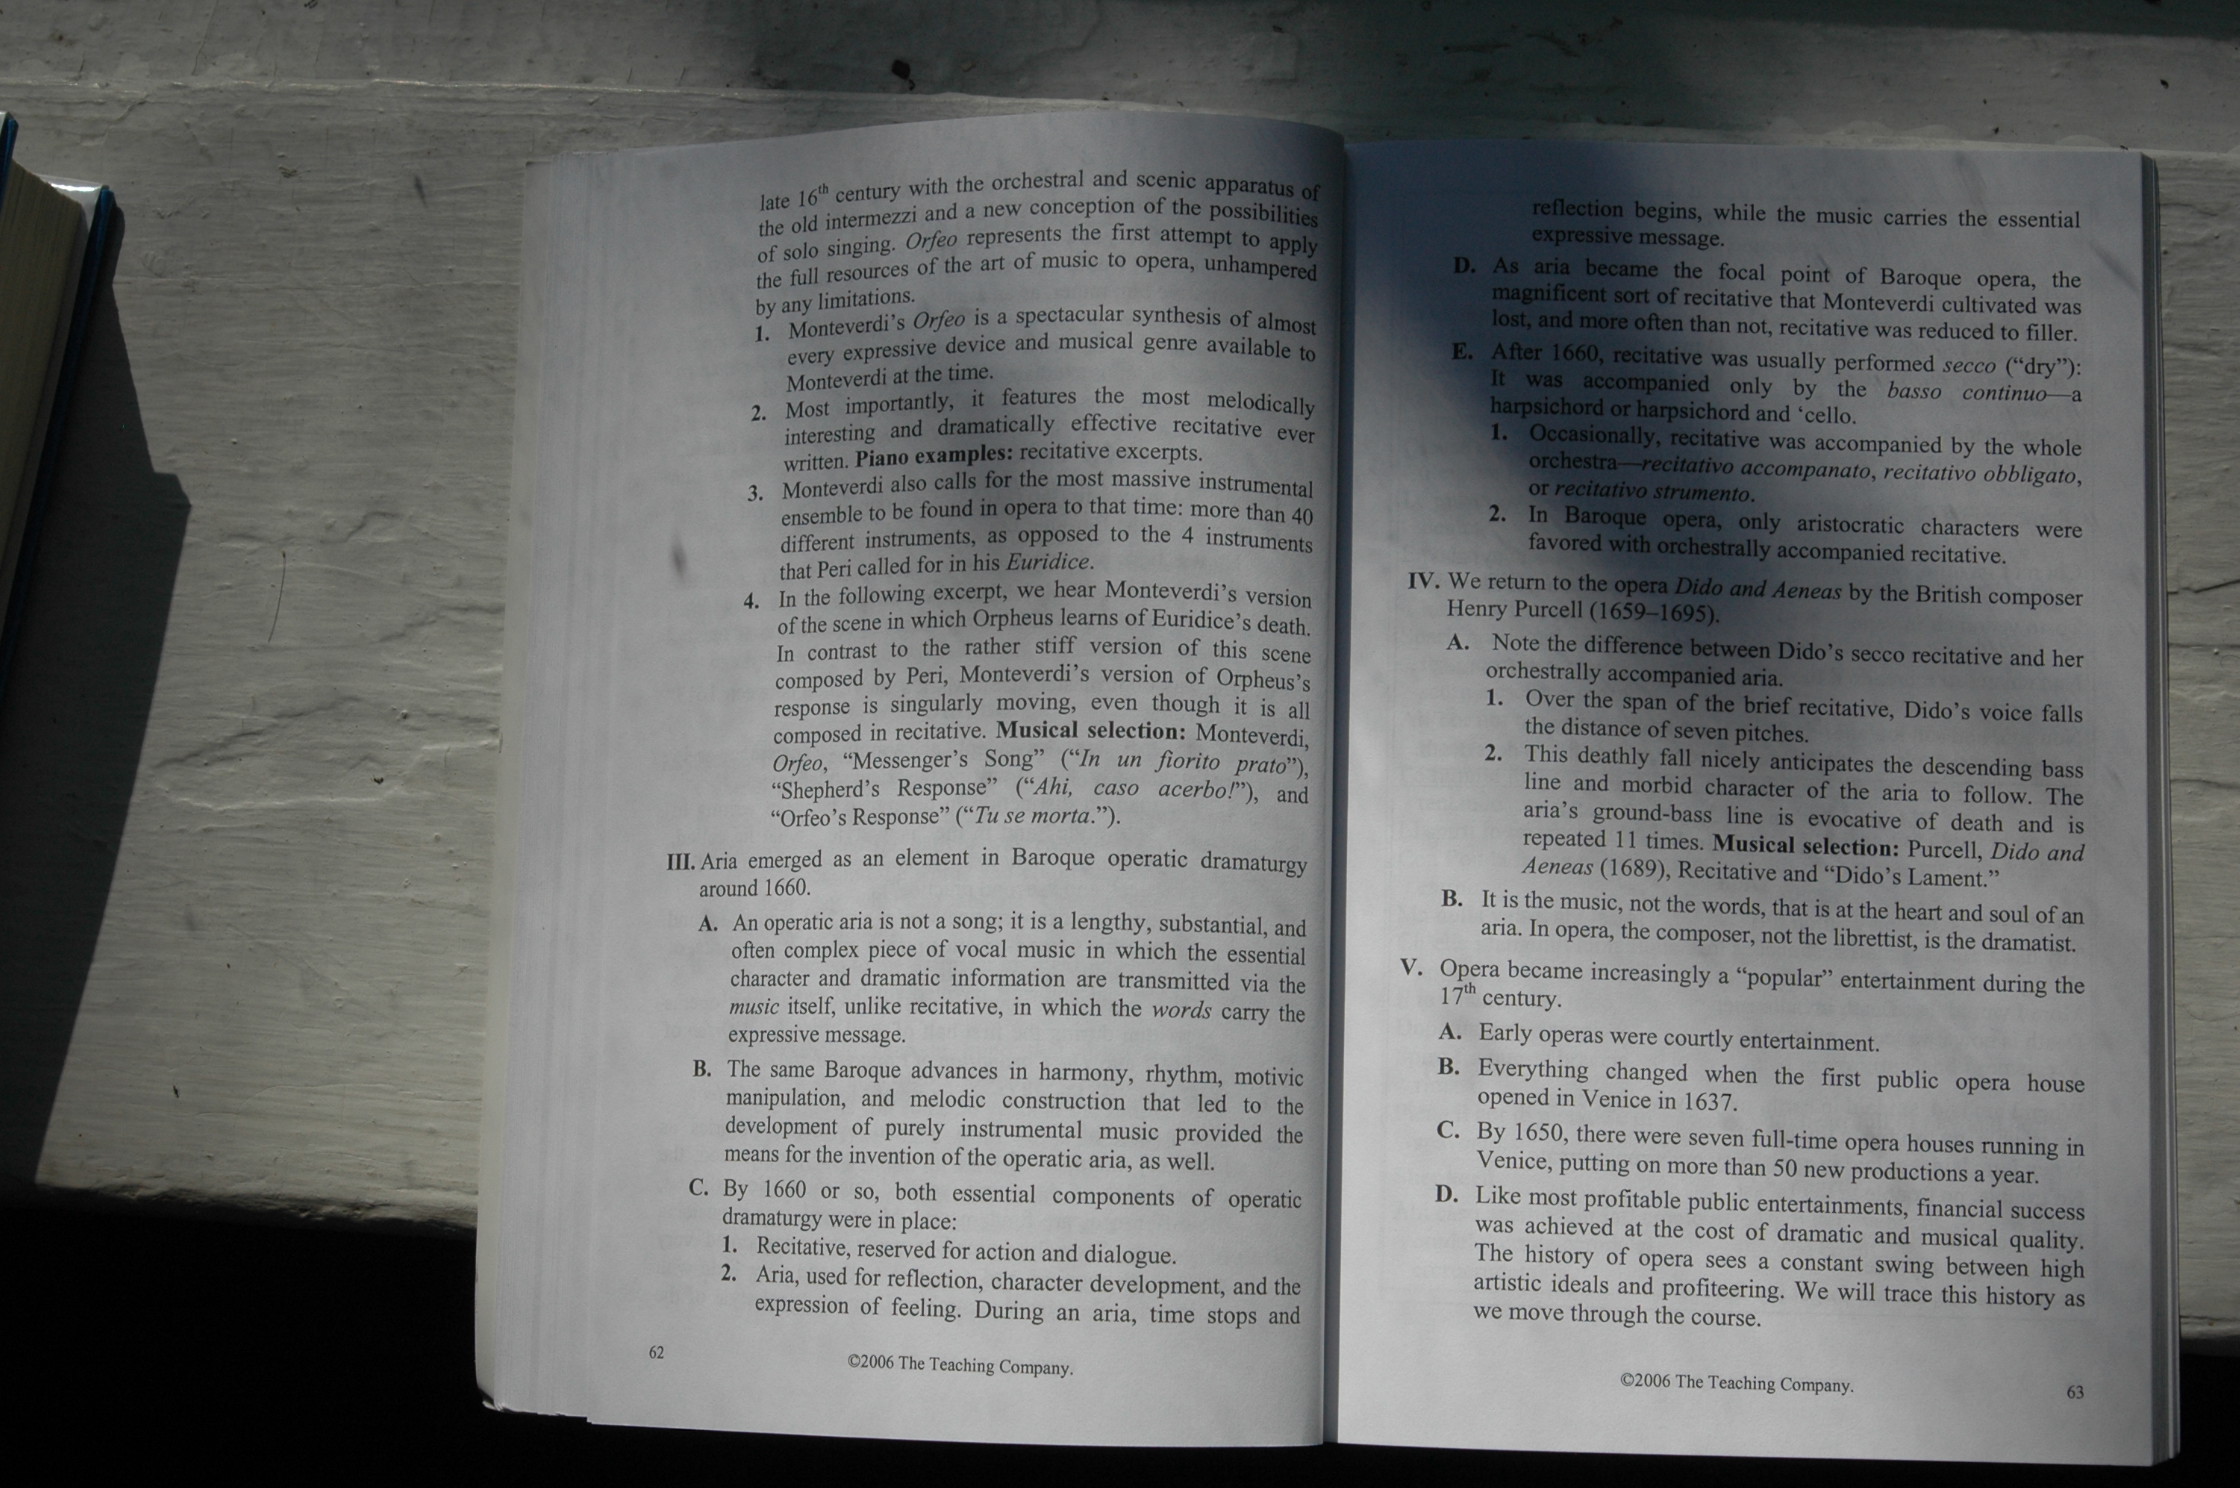 late 16th century with the orchestral and scenic apparatus of
the old intermezzi and a new conception of the possibilities
of solo singing. Orfeo represents the first attempt to apply
the full resources of the art of music to opera, unhampered
by any limitations.
1. Monteverdi's Orfeo is a spectacular synthesis of almost
every expressive device and musical genre available to
Monteverdi at the time.
2. Most importantly, it features the most melodically
interesting and dramatically effective recitative ever
written. Piano examples: recitative excerpts.
3. Monteverdi also calls for the most massive instrumental
ensemble to be found in opera to that time: more than 40
different instruments, as opposed to the 4 instruments
that Peri called for in his Euridice.
4. In the following excerpt, we hear Monteverdi's version
of the scene in which Orpheus learns of Euridice's death.
In contrast to the rather stiff version of this scene
composed by Peri, Monteverdi's version of Orpheus's
response is singularly moving, even though it is all
composed in recitative. Musical selection: Monteverdi,
Orfeo, “Messenger's Song” (“In un fiorito prato”),
“Shepherd's Response” (“Ahi, caso acerbo!”), and
“Orfeo's Response” (“Tu se morta.”).
III. Aria emerged as an element in Baroque operatic dramaturgy
around 1660.
A. An operatic aria is not a song; it is a lengthy, substantial, and
often complex piece of vocal music in which the essential
character and dramatic information are transmitted via the
music itself, unlike recitative, in which the words carry the
expressive message.
B. The same Baroque advances in harmony, rhythm, motivic
manipulation, and melodic construction that led to the
development of purely instrumental music provided the
means for the invention of the operatic aria, as well.
C. By 1660 or so, both essential components of operatic
dramaturgy were in place:
1. Recitative, reserved for action and dialogue.
2. Aria, used for reflection, character development, and the
expression of feeling. During an aria, time stops and
62
©2006 The Teaching Company.
reflection begins, while the music carries the essential
expressive message.
D. As aria became the focal point of Baroque opera, the
magnificent sort of recitative that Monteverdi cultivated was
lost, and more often than not, recitative was reduced to filler.
E. After 1660, recitative was usually performed secco (“dry”):
It was accompanied only by the basso continuo—a
harpsichord or harpsichord and ‘cello.
1. Occasionally, recitative was accompanied by the whole
orchestra—recitativo accompanato, recitativo obbligato,
or recitativo strumento.
2. In Baroque opera, only aristocratic characters were
favored with orchestrally accompanied recitative.
IV. We return to the opera Dido and Aeneas by the British composer
Henry Purcell (1659–1695).
A. Note the difference between Dido's secco recitative and her
orchestrally accompanied aria.
1. Over the span of the brief recitative, Dido's voice falls
the distance of seven pitches.
2. This deathly fall nicely anticipates the descending bass
line and morbid character of the aria to follow. The
aria's ground-bass line is evocative of death and is
repeated 11 times. Musical selection: Purcell, Dido and
Aeneas (1689), Recitative and “Dido's Lament.”
B. It is the music, not the words, that is at the heart and soul of an
aria. In opera, the composer, not the librettist, is the dramatist.
V. Opera became increasingly a “popular” entertainment during the
17th century.
A. Early operas were courtly entertainment.
B. Everything changed when the first public opera house
opened in Venice in 1637.
C. By 1650, there were seven full-time opera houses running in
Venice, putting on more than 50 new productions a year.
D. Like most profitable public entertainments, financial success
was achieved at the cost of dramatic and musical quality.
The history of opera sees a constant swing between high
artistic ideals and profiteering. We will trace this history as
we move through the course.
©2006 The Teaching Company.
63